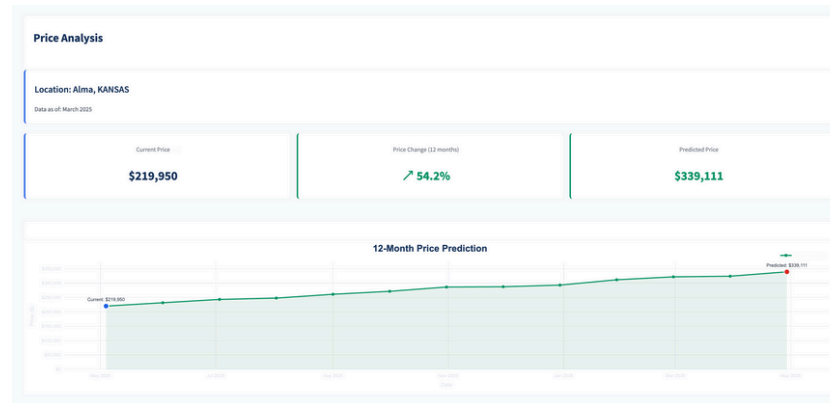 Price Analysis
Location: Alma, KANSAS
Data as of: March 2025
Current Price
$219,950
Price Change (12 months)
↗ 54.2%
Predicted Price
$339,111
12-Month Price Prediction
Predicted: $339,111
Current: $219,950
Date